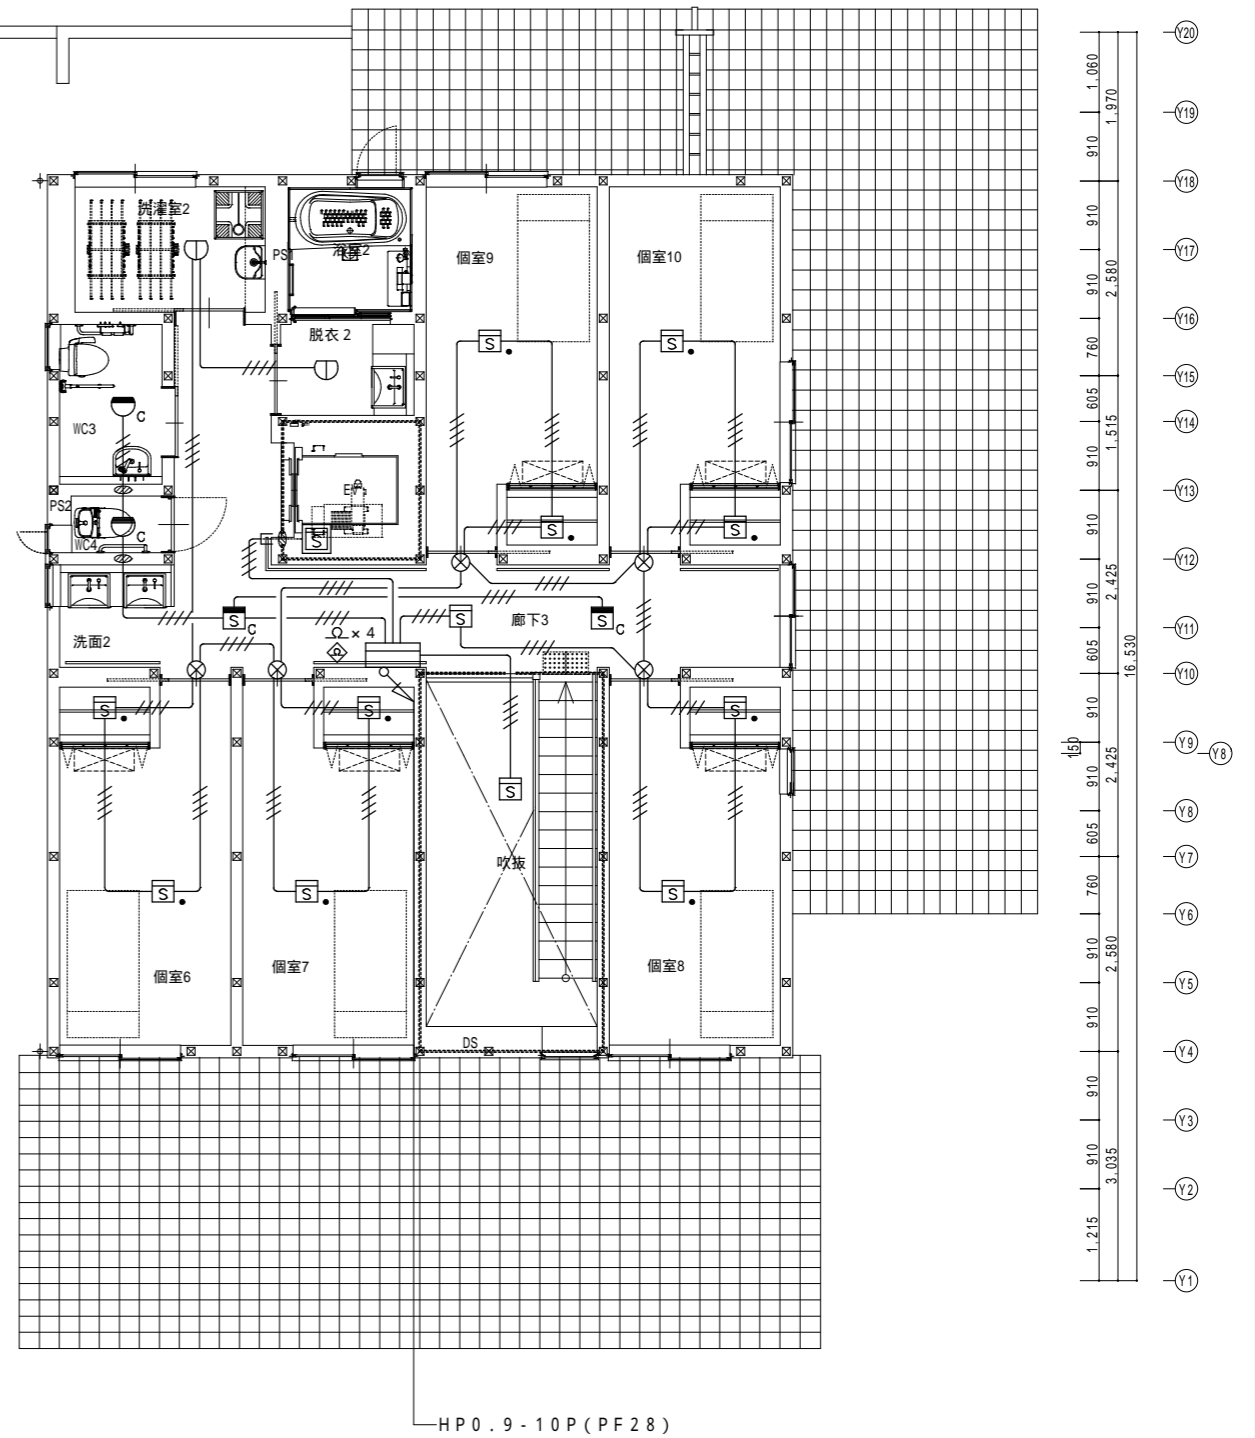 Y20
1,060
1,970
Y19
910
Y18
910
Y17
洗濯室2
PS1
浴室2
個室9
個室10
910
2,580
Y16
脱衣 2
760
Y15
605
1,515
Y14
WC3
C
910
EV
S
S
Y13
PS2
WC4
C
S
S
S
910
Y12
2,425
910
廊下3
S
C
S
S
C
Y11
洗面2
Ω × 4
Ω
605
16,530
Y10
S
S
S
910
Y9
150
Y8
910
2,425
S
Y8
605
吹抜
Y7
760
S
S
S
Y6
個室6
個室7
個室8
910
2,580
Y5
910
DS
Y4
910
Y3
910
3,035
Y2
1,215
Y1
HP0.9-10P(PF28)